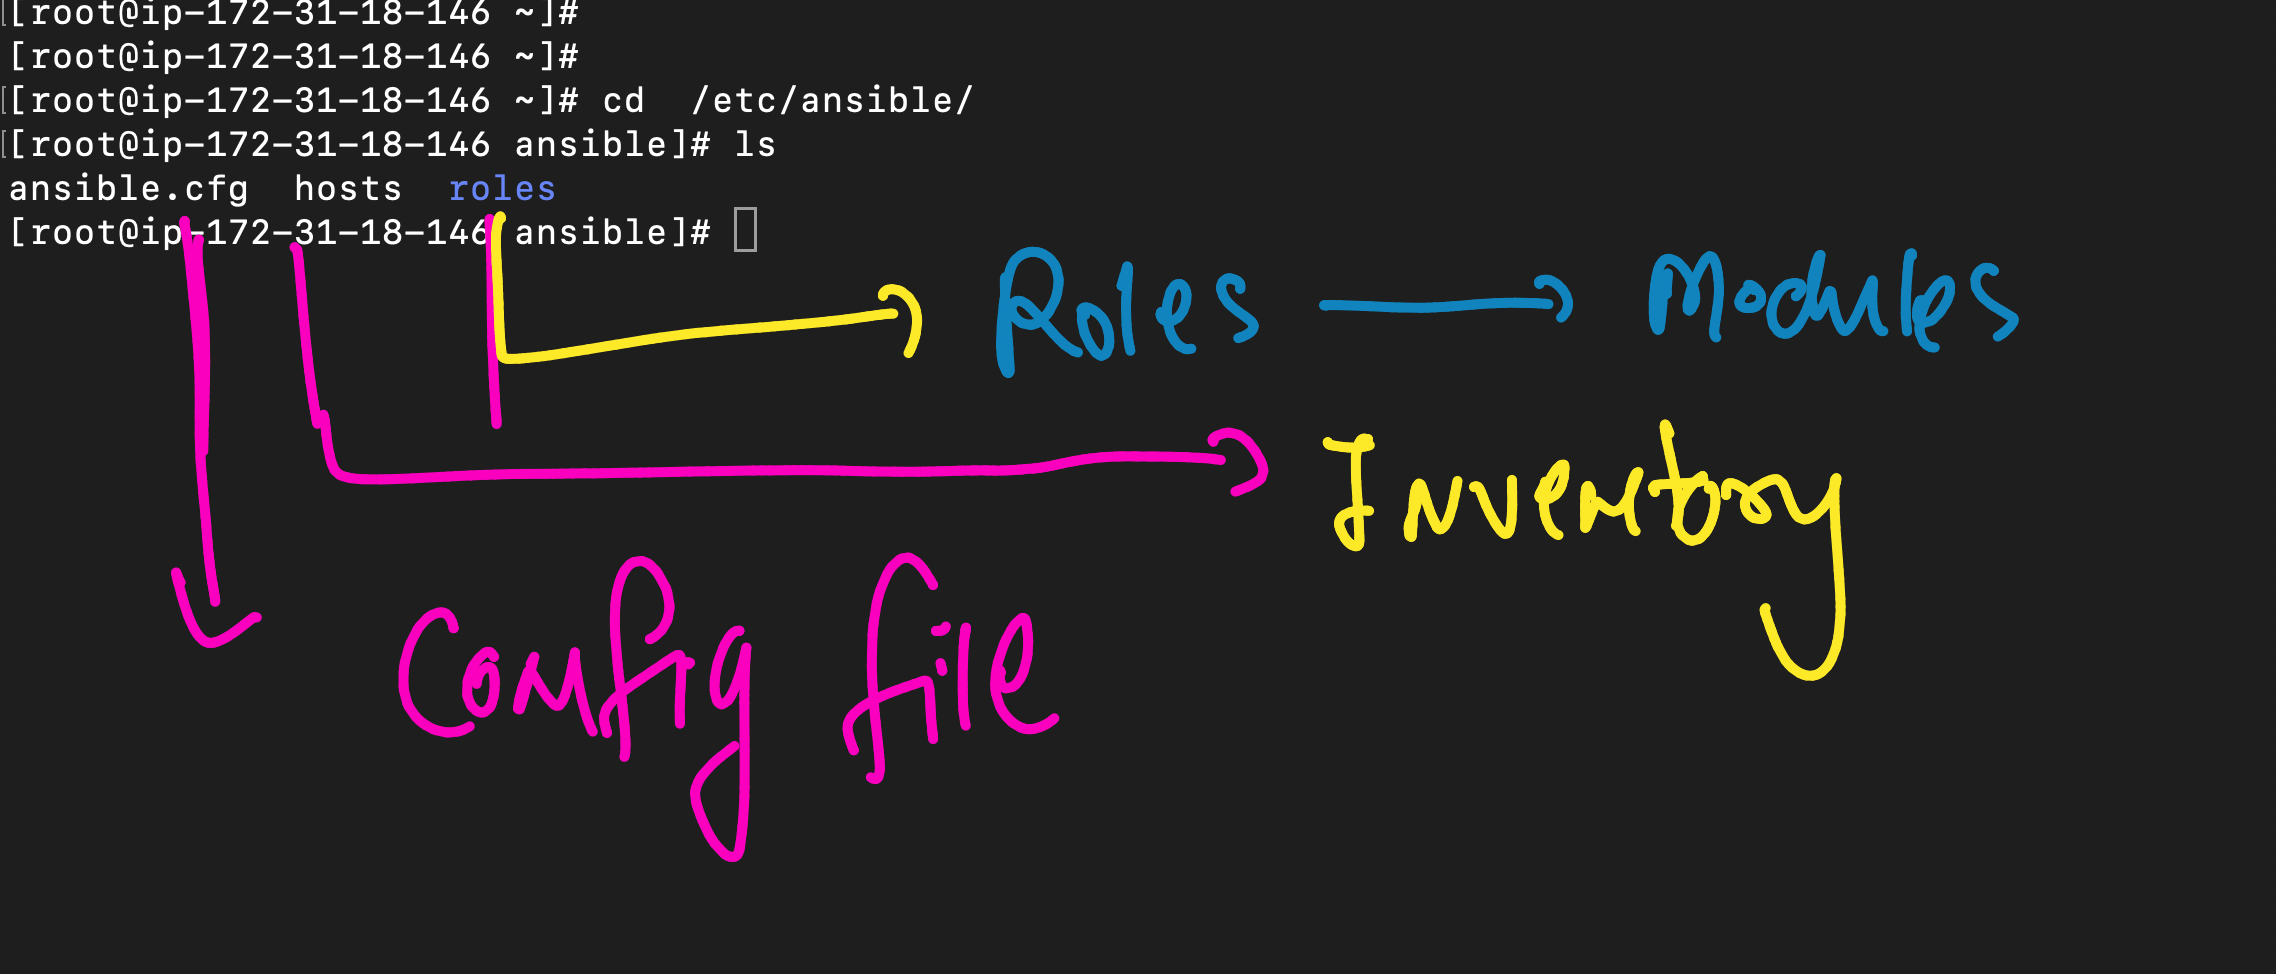 [root@ip-172-31-18-146 ~]#
[root@ip-172-31-18-146 ~]#
[root@ip-172-31-18-146 ~]# cd  /etc/ansible/
[root@ip-172-31-18-146 ansible]# ls
ansible.cfg  hosts  roles
[root@ip-172-31-18-146 ansible]#
Roles Modules
Inventory
Config file